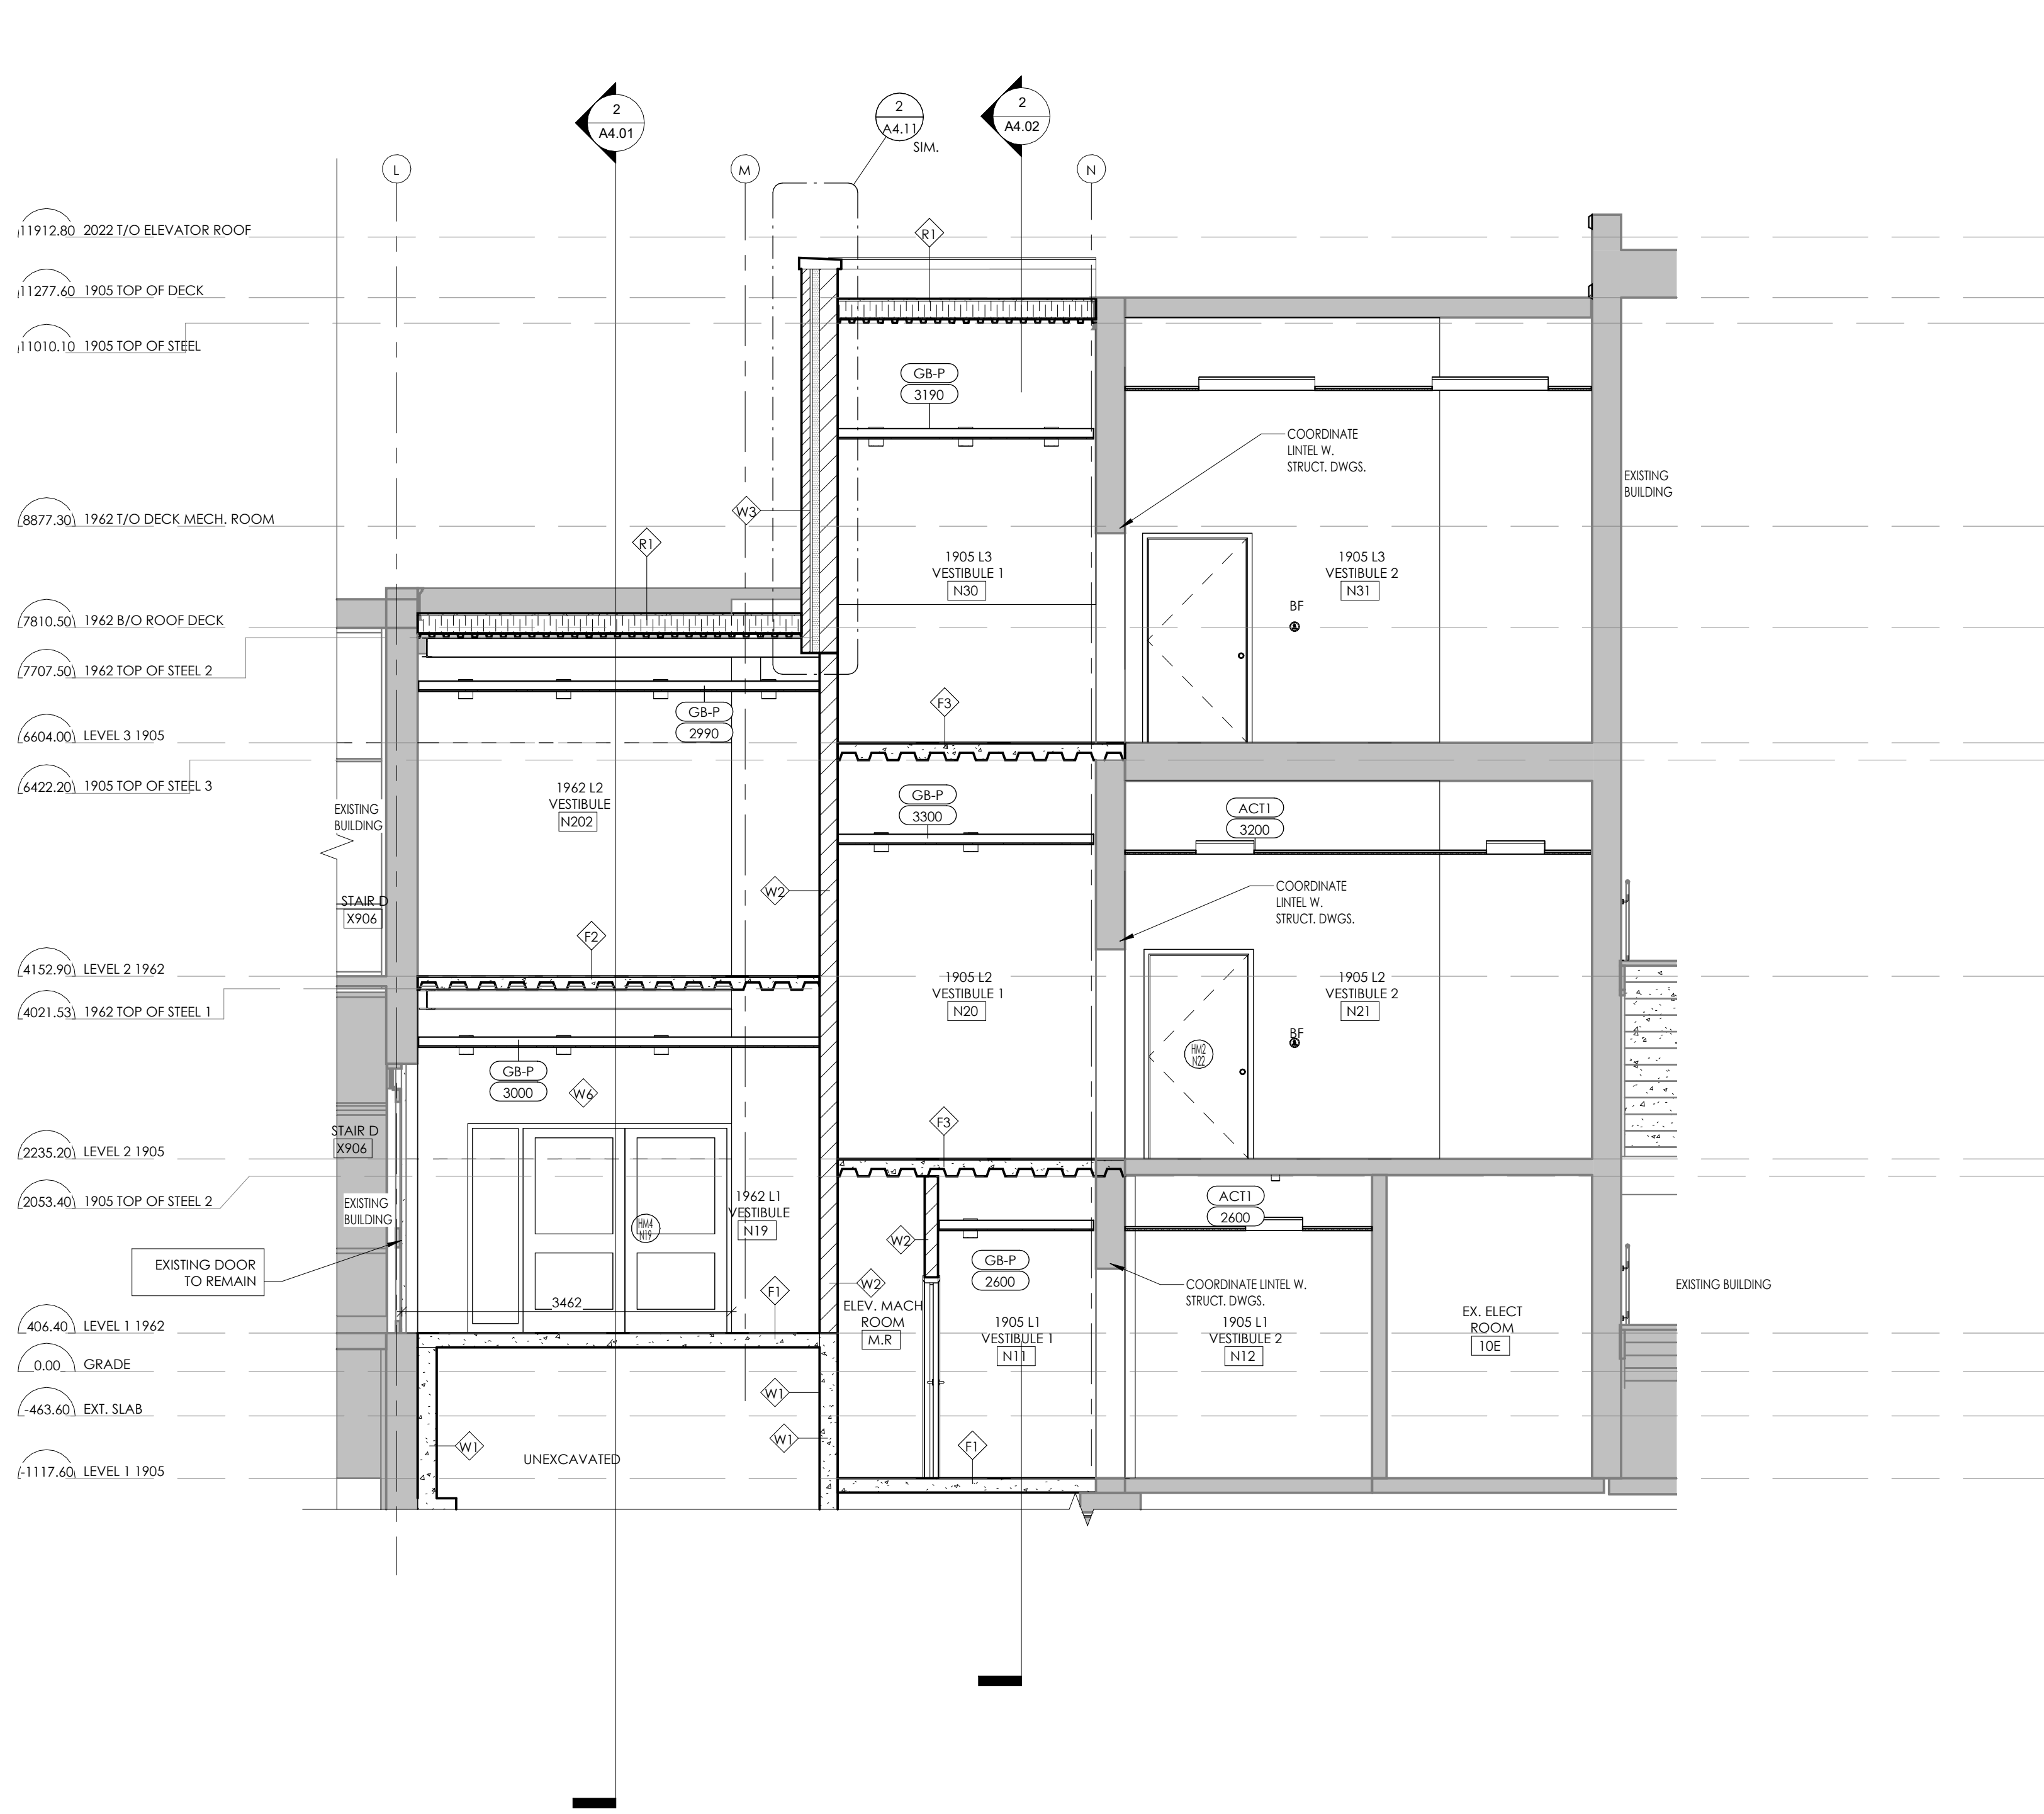 2
A4.01
2
A4.11
SIM.
2
A4.02
L
M
N
11912.80 2022 T/O ELEVATOR ROOF
R1
11277.60 1905 TOP OF DECK
11010.10 1905 TOP OF STEEL
GB-P
3190
COORDINATE
LINTEL W.
STRUCT. DWGS.
EXISTING
BUILDING
8877.30 1962 T/O DECK MECH. ROOM
W3
R1
1905 L3
VESTIBULE 1
N30
1905 L3
VESTIBULE 2
N31
BF
7810.50 1962 B/O ROOF DECK
7707.50 1962 TOP OF STEEL 2
GB-P
2990
F3
6604.00 LEVEL 3 1905
6422.20 1905 TOP OF STEEL 3
EXISTING
BUILDING
1962 L2
VESTIBULE
N202
GB-P
3300
ACT1
3200
STAIR D
X906
W2
COORDINATE
LINTEL W.
STRUCT. DWGS.
F2
4152.90 LEVEL 2 1962
4021.53 1962 TOP OF STEEL 1
1905 L2
VESTIBULE 1
N20
1905 L2
VESTIBULE 2
N21
BF
HM2
N22
GB-P
3000
W6
F3
STAIR D
X906
2235.20 LEVEL 2 1905
2053.40 1905 TOP OF STEEL 2
EXISTING
BUILDING
1962 L1
VESTIBULE
N19
HM4
N19
ACT1
2600
W2
EXISTING DOOR
TO REMAIN
GB-P
2600
3462
F1
W2
ELEV. MACH
ROOM
M.R
COORDINATE LINTEL W.
STRUCT. DWGS.
EXISTING BUILDING
406.40 LEVEL 1 1962
1905 L1
VESTIBULE 1
N11
1905 L1
VESTIBULE 2
N12
EX. ELECT
ROOM
10E
0.00 GRADE
-463.60 EXT. SLAB
W1
W1
W1
F1
UNEXCAVATED
-1117.60 LEVEL 1 1905